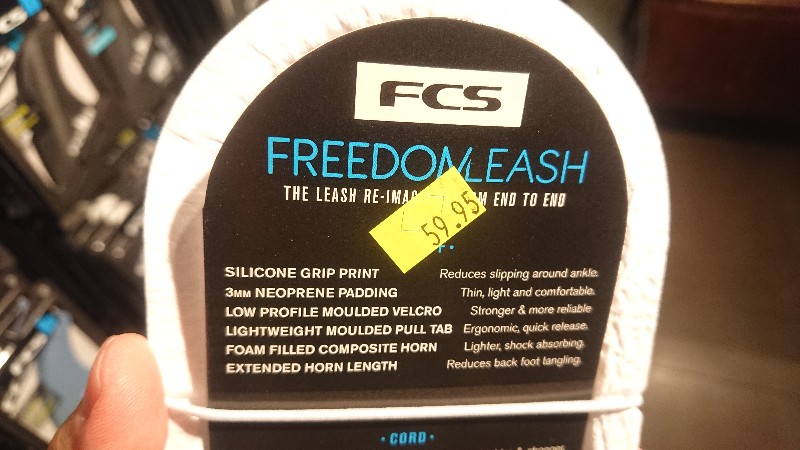 FCS
FREEDOM LEASH
THE LEASH END TO END
59.95
SILICONE GRIP PRINT Reduces slipping around ankle.
3MM NEOPRENE PADDING Thin, light and comfortable.
LOW PROFILE MOULDED VELCRO Stronger & more reliable
LIGHTWEIGHT MOULDED PULL TAB Ergonomic, quick release.
FOAM FILLED COMPOSITE HORN Lighter, shock absorbing.
EXTENDED HORN LENGTH Reduces back foot tangling.
• CORD •